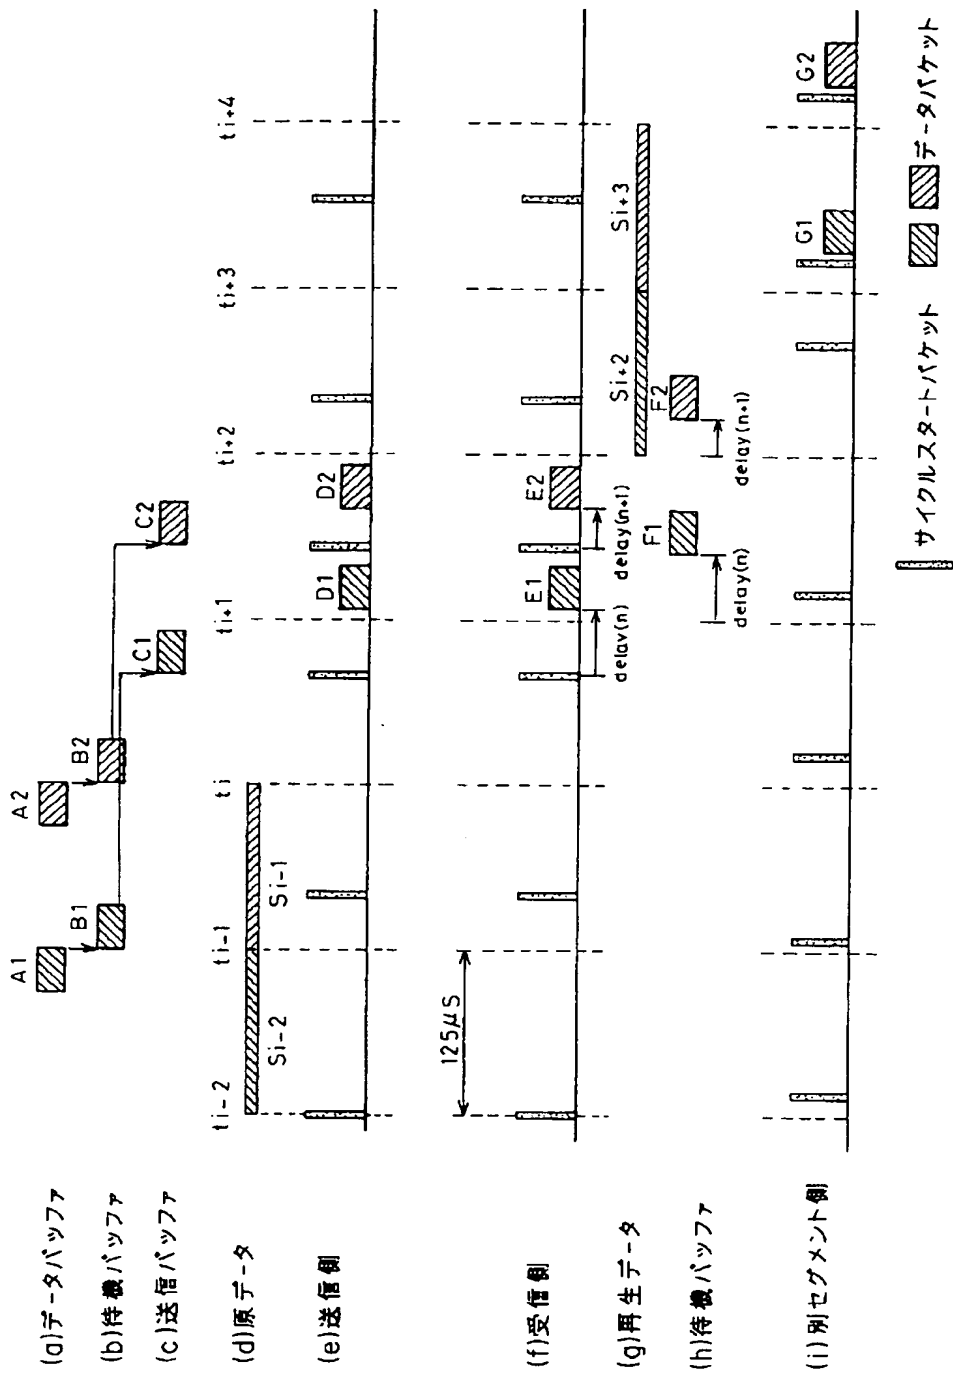 (a)データバッファ
A1
A2
(b)待機バッファ
B1
B2
(c)送信バッファ
C1
C2
(d)原データ
ti-2
ti-1
ti
ti+1
ti+2
ti+3
ti+4
Si-2
Si-1
(e)送信側
D1
D2
125μS
(f)受信側
E1
E2
delay(n)
delay(n+1)
(g)再生データ
Si+2
Si+3
(h)待機バッファ
F1
F2
delay(n)
delay(n+1)
(i)別セグメント側
G1
G2
サイクルスタートパケット
データパケット